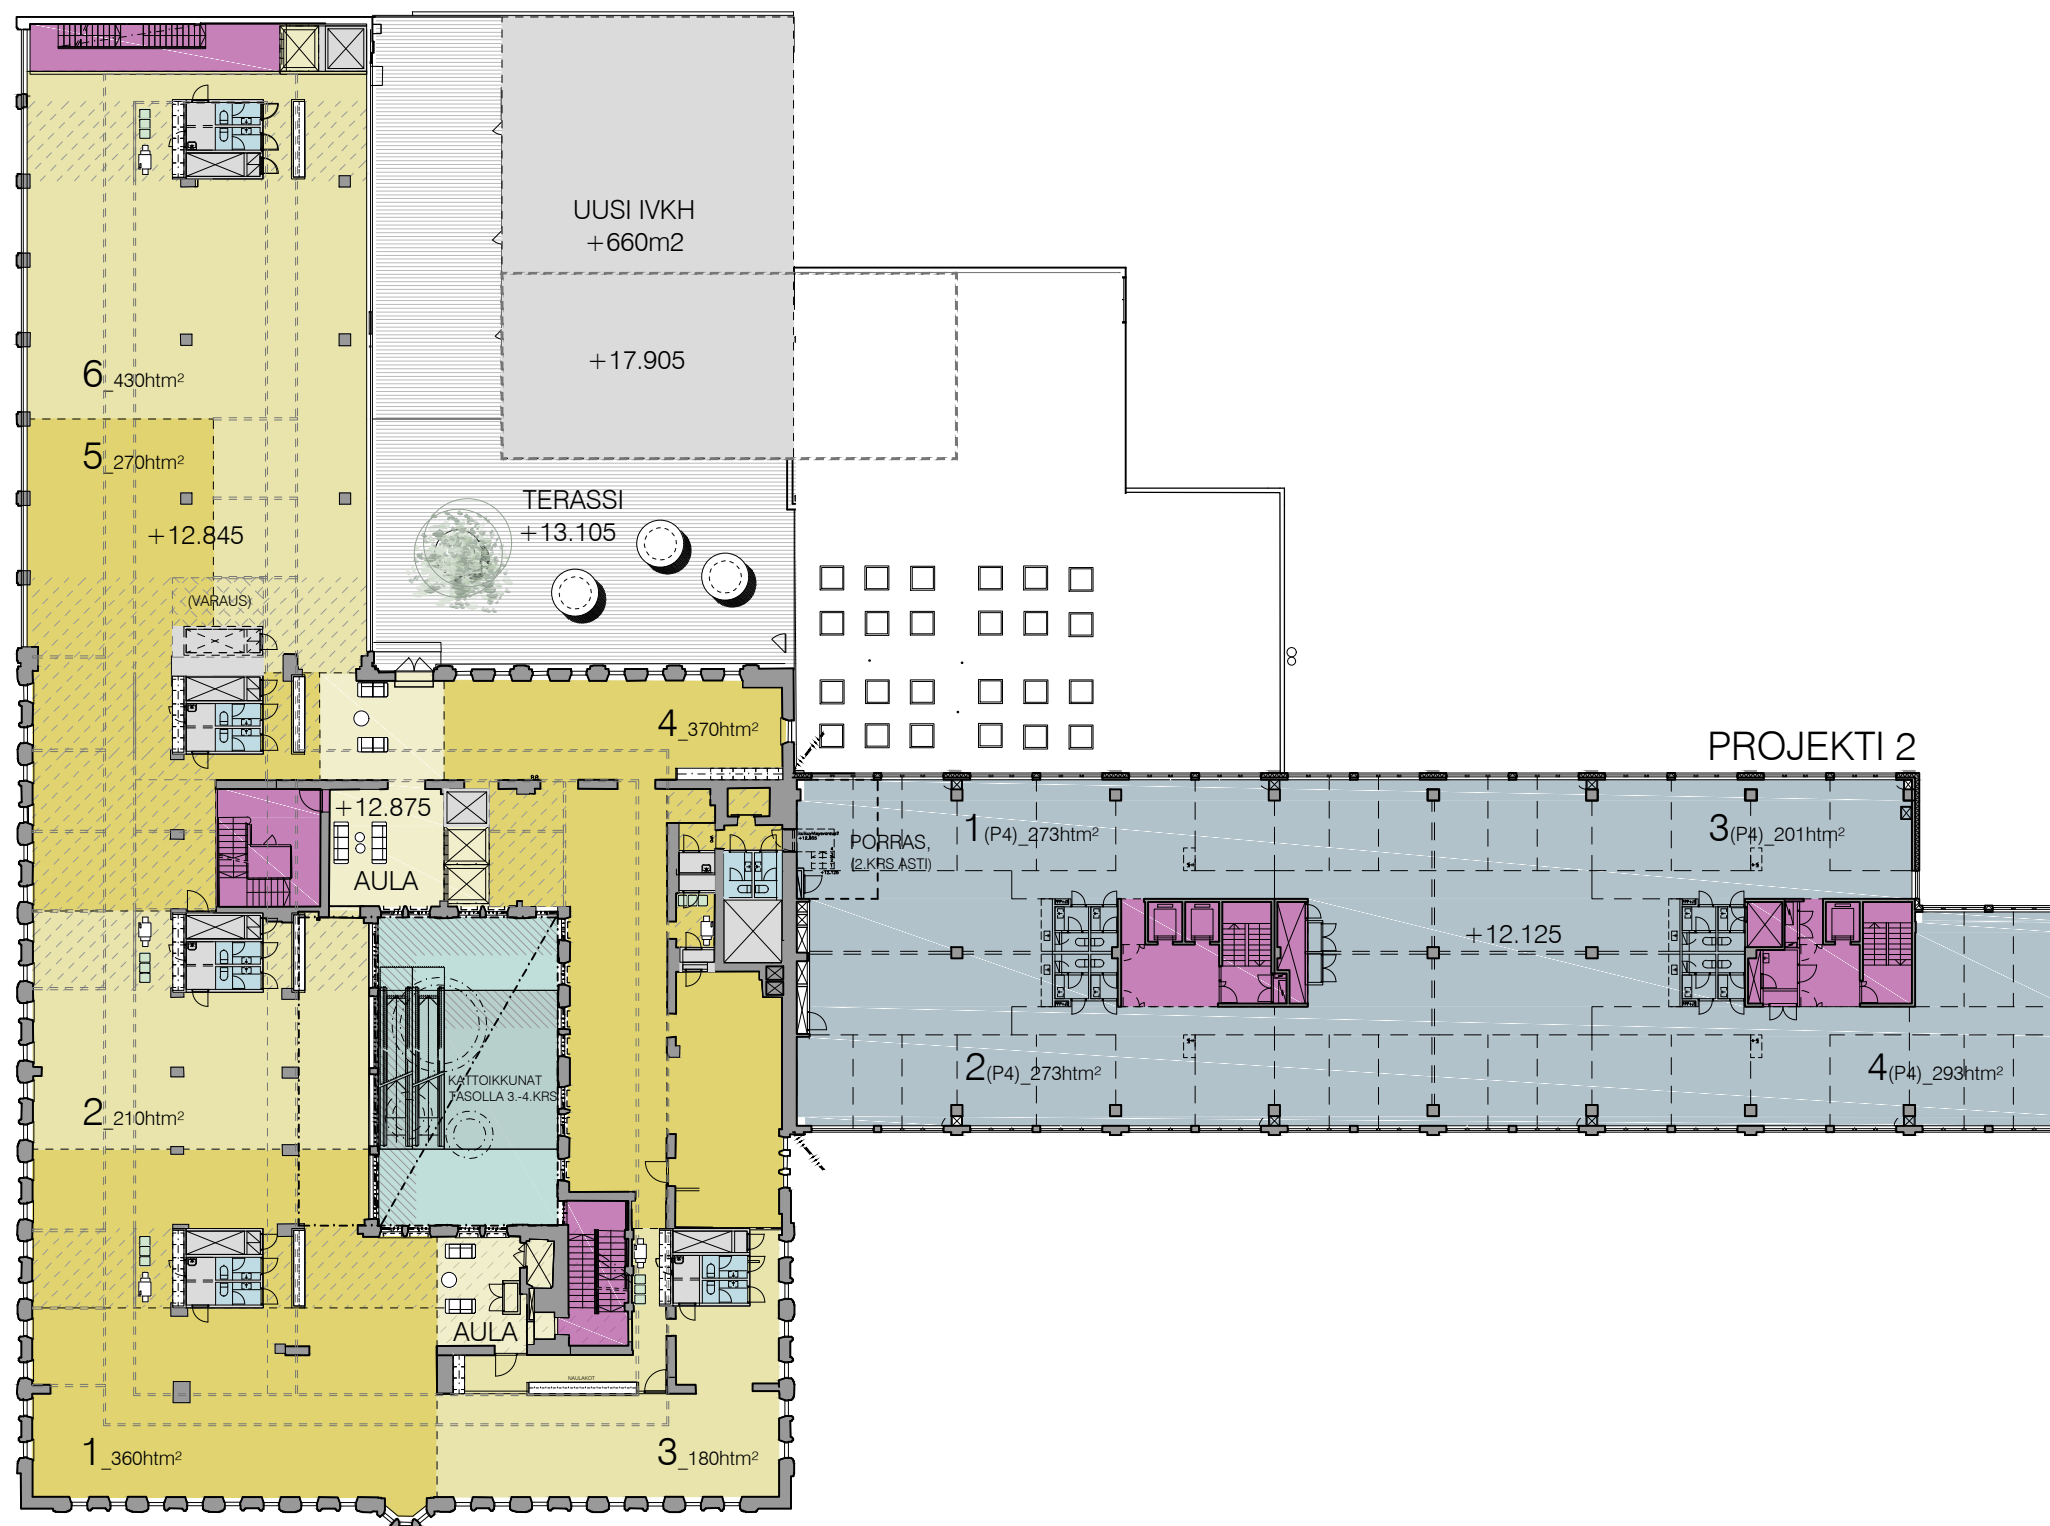 UUSI IVKH
+660m2
+17.905
6_430htm²
5_270htm²
TERASSI
+13.105
+12.845
(VARAUS)
4_370htm²
PROJEKTI 2
+12.875
AULA
PORRAS,
(2.KRS ASTI)
1(P4)_273htm²
3(P4)_201htm²
+12.125
KATTOIKKUNAT
TASOLLA 3.-4.KRS
2(P4)_273htm²
4(P4)_293htm²
2_210htm²
AULA
NAULAKOT
1_360htm²
3_180htm²